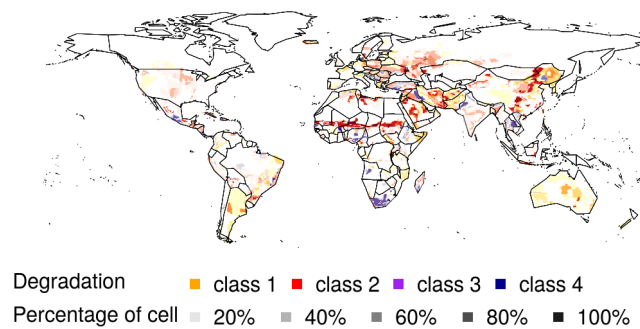 Degradation class 1 class 2 class 3 class 4
Percentage of cell 20% 40% 60% 80% 100%